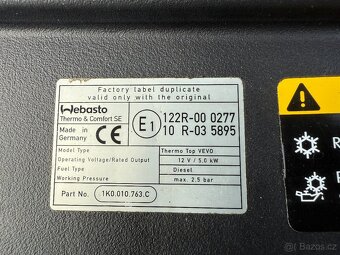 Factory label duplicate
valid only with the original
Webasto
Thermo & Comfort SE
Made in
Germany
CE
E1
122R-00 0277
10 R-03 5895
Model Type Thermo Top VEVO
Operating Voltage/Rated Output 12 V / 5,0 kW
Fuel Type Diesel
Working Pressure max. 2,5 bar
Part No. 1K0.010.763.C
R
bazos.cz